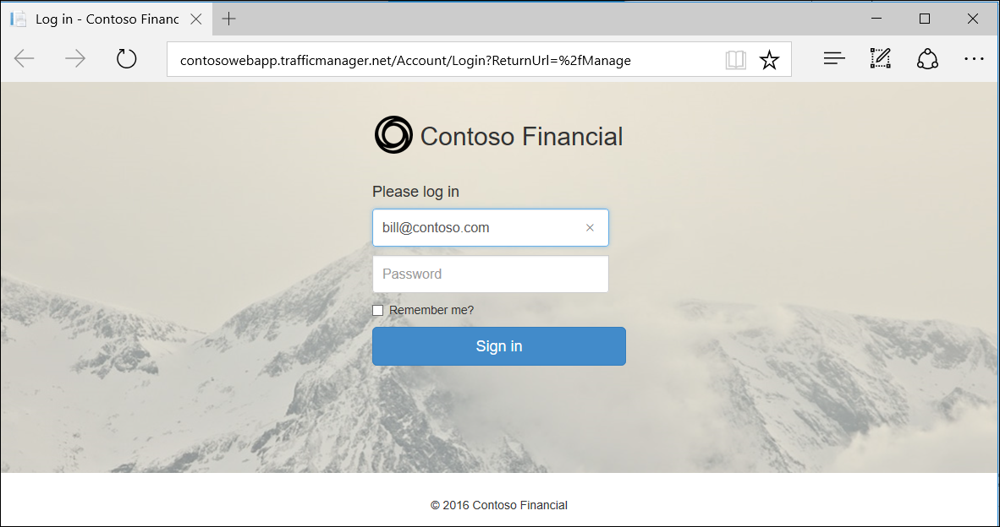 Log in - Contoso Financ
contosowebapp.trafficmanager.net/Account/Login?ReturnUrl=%2fManage
Contoso Financial
Please log in
bill@contoso.com
Password
Remember me?
Sign in
© 2016 Contoso Financial